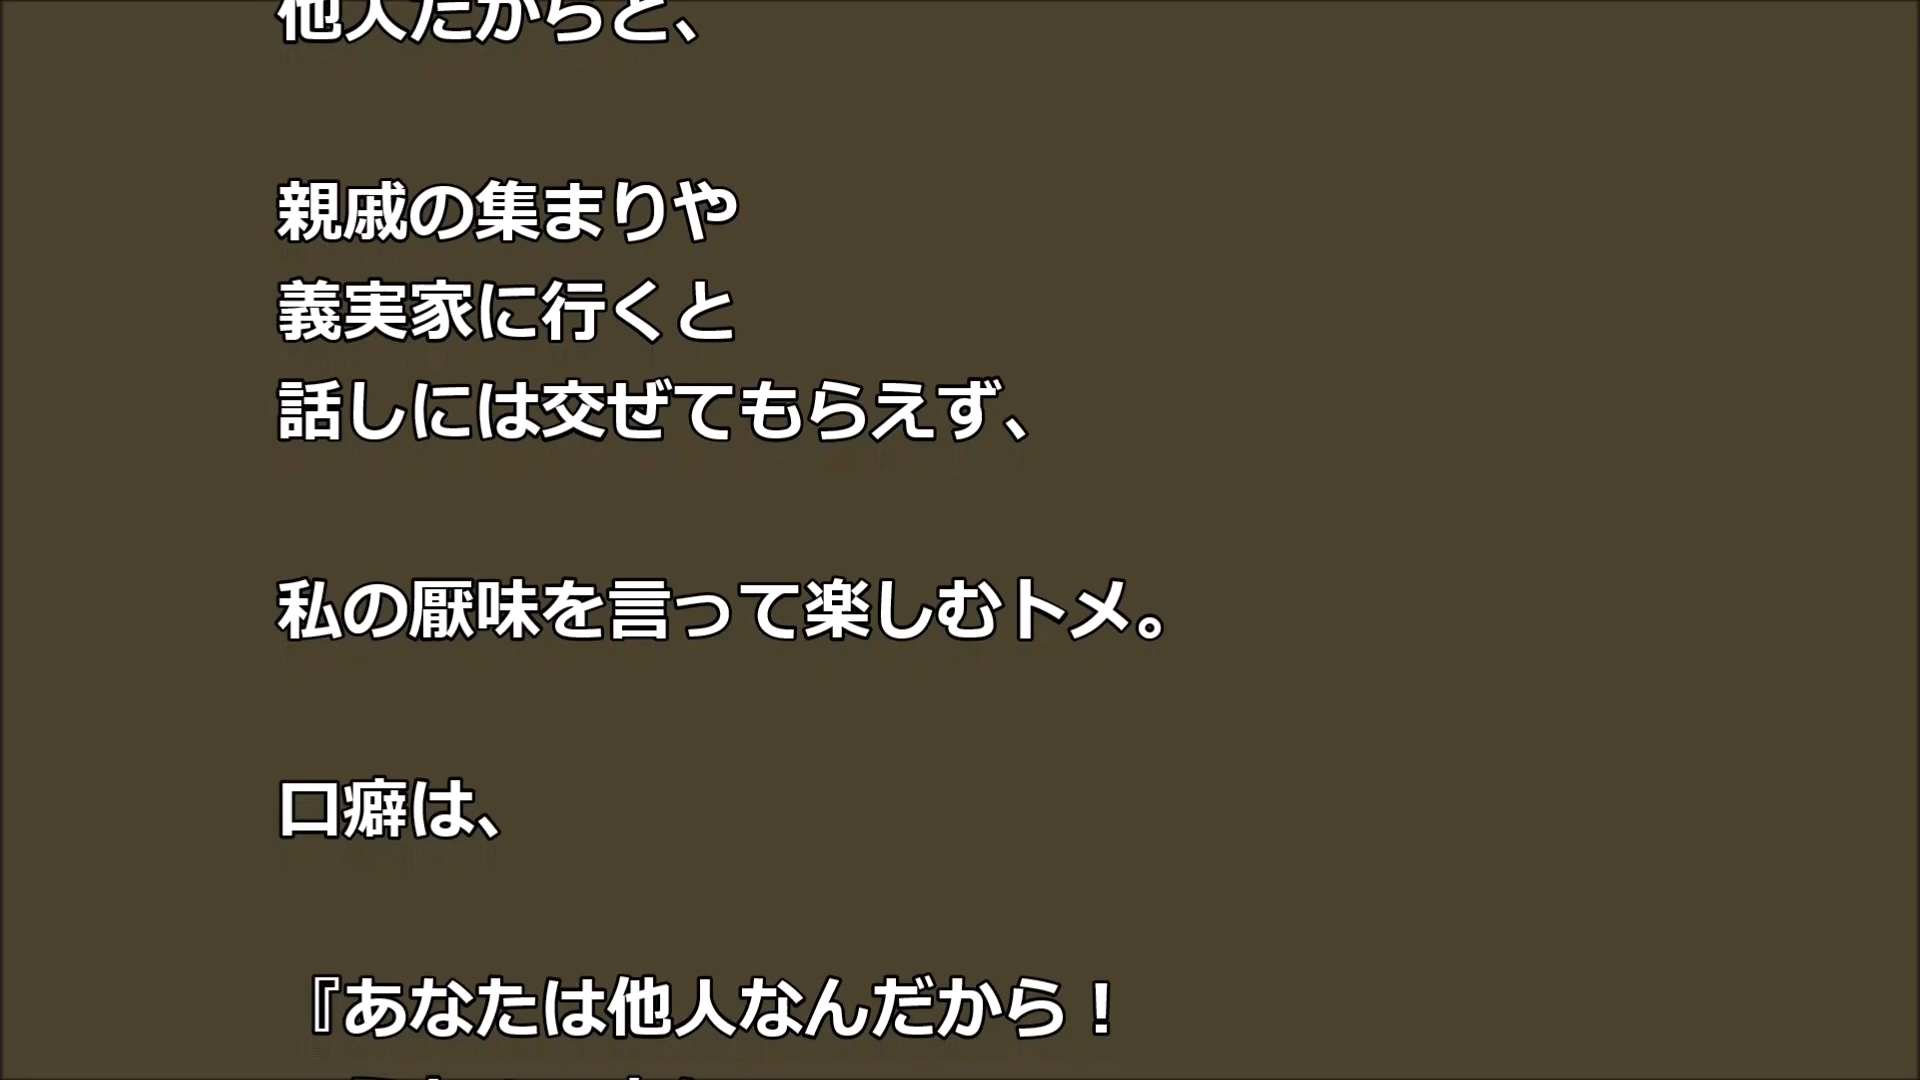 他人だからと、
親戚の集まりや
義実家に行くと
話しには交ぜてもらえず、
私の厭味を言って楽しむトメ。
口癖は、
『あなたは他人なんだから！